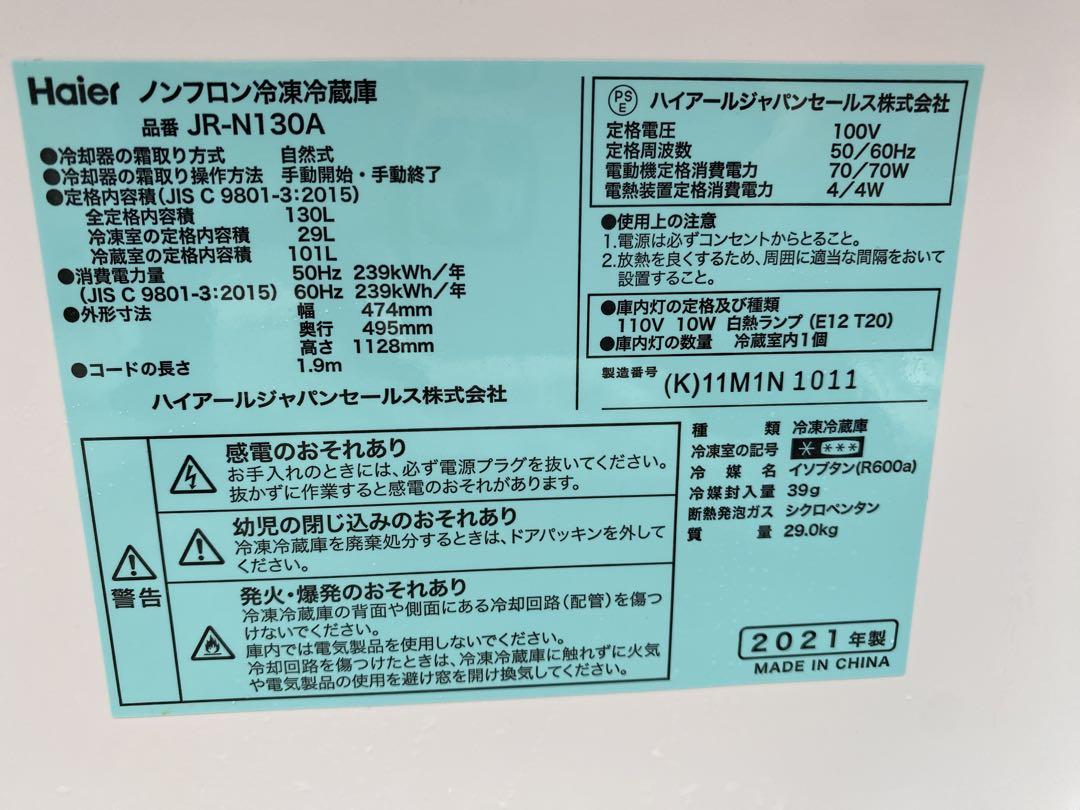 Haier ノンフロン冷凍冷蔵庫
品番 JR-N130A
●冷却器の霜取り方式 自然式
●冷却器の霜取り操作方法 手動開始・手動終了
●定格内容積(JIS C 9801-3:2015)
全定格内容積 130L
冷凍室の定格内容積 29L
冷蔵室の定格内容積 101L
●消費電力量 50Hz 239kWh/年
(JIS C 9801-3:2015) 60Hz 239kWh/年
●外形寸法 幅 474mm
奥行 495mm
高さ 1128mm
●コードの長さ 1.9m
ハイアールジャパンセールス株式会社
PSE ハイアールジャパンセールス株式会社
定格電圧 100V
定格周波数 50/60Hz
電動機定格消費電力 70/70W
電熱装置定格消費電力 4/4W
●使用上の注意
1.電源は必ずコンセントからとること。
2.放熱を良くするため、周囲に適当な間隔をおいて
設置すること。
●庫内灯の定格及び種類
110V 10W 白熱ランプ (E12 T20)
●庫内灯の数量 冷蔵室内1個
製造番号 (K)11M1N 1011
警告
感電のおそれあり
お手入れのときには、必ず電源プラグを抜いてください。
抜かずに作業すると感電のおそれがあります。
幼児の閉じ込めのおそれあり
冷凍冷蔵庫を廃棄処分するときは、ドアパッキンを外して
ください。
発火・爆発のおそれあり
冷凍冷蔵庫の背面や側面にある冷却回路(配管)を傷つ
けないでください。
庫内では電気製品を使用しないでください。
冷却回路を傷つけたときは、冷凍冷蔵庫に触れずに火気
や電気製品の使用を避け窓を開け換気してください。
種類 冷凍冷蔵庫
冷凍室の記号 * ***
冷媒名 イソブタン(R600a)
冷媒封入量 39g
断熱発泡ガス シクロペンタン
質量 29.0kg
2021年製
MADE IN CHINA